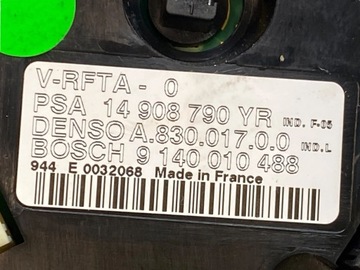 V-RFTA - 0
PSA 14 908 790 YR IND. F-05
DENSO A.830.017.0.0 IND.L
BOSCH 9 140 010 488
944 E 0032068 Made in France